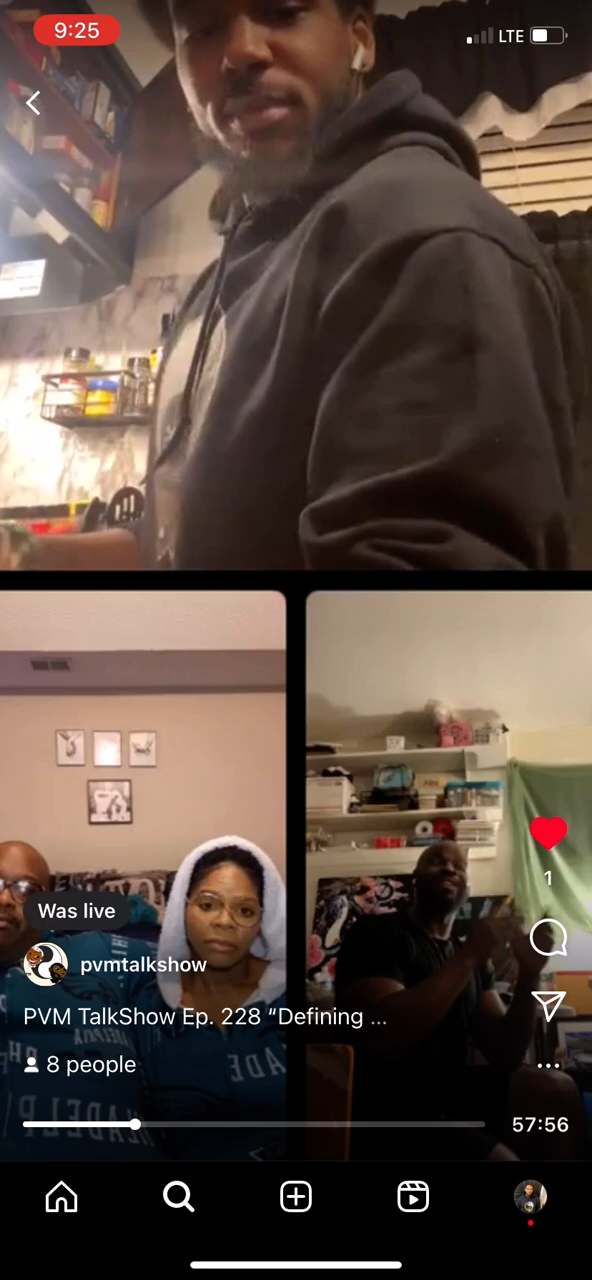 9:25
LTE
Was live
pvmtalkshow
PVM TalkShow Ep. 228 “Defining ...
8 people
1
57:56